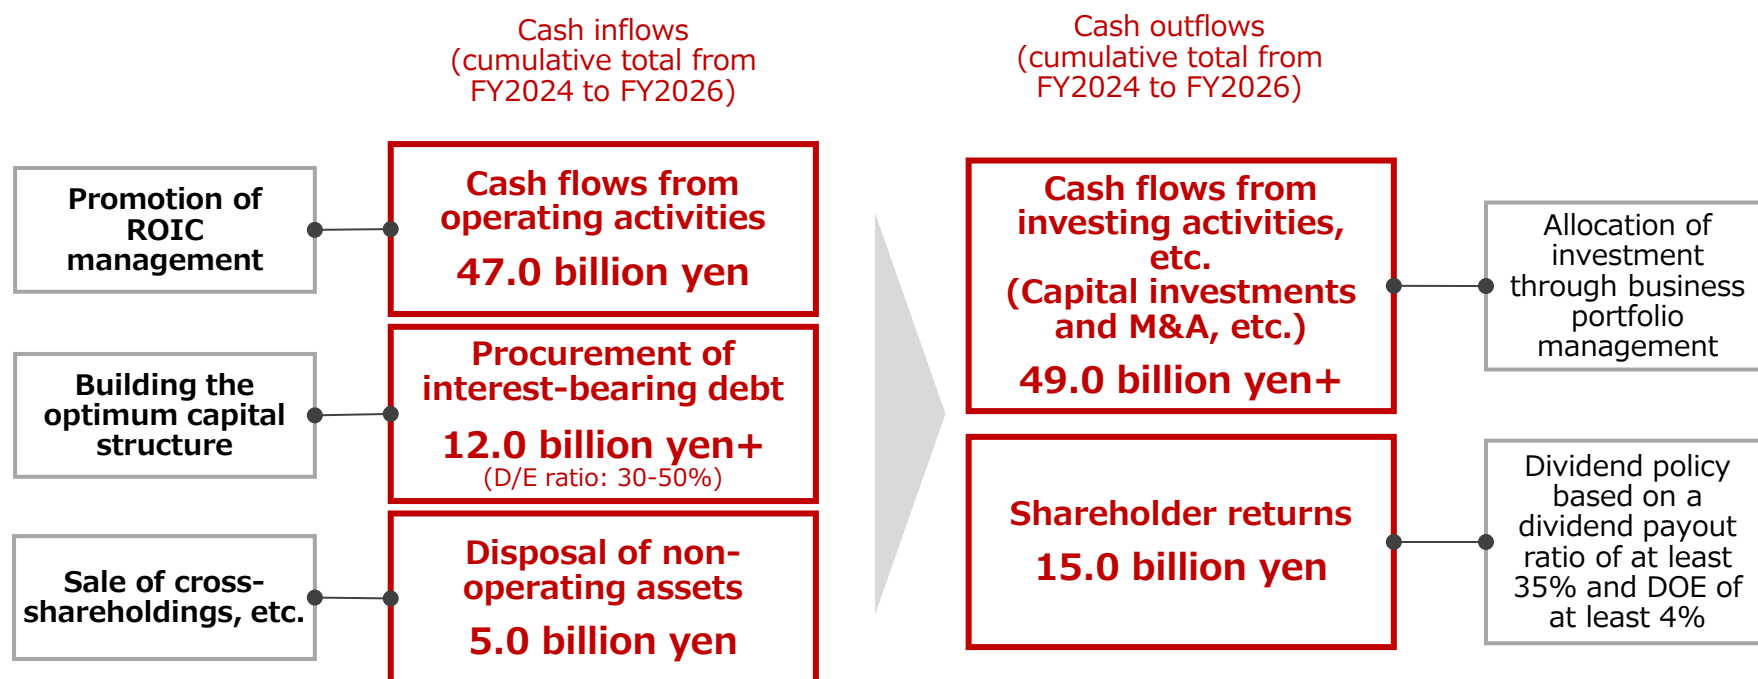 Cash inflows
(cumulative total from
FY2024 to FY2026)
Cash outflows
(cumulative total from
FY2024 to FY2026)
Promotion of
ROIC
management
Cash flows from
operating activities
47.0 billion yen
Building the
optimum capital
structure
Procurement of
interest-bearing debt
12.0 billion yen+
(D/E ratio: 30-50%)
Sale of cross-
shareholdings, etc.
Disposal of non-
operating assets
5.0 billion yen
Cash flows from
investing activities,
etc.
(Capital investments
and M&A, etc.)
49.0 billion yen+
Allocation of
investment
through business
portfolio
management
Shareholder returns
15.0 billion yen
Dividend policy
based on a
dividend payout
ratio of at least
35% and DOE of
at least 4%